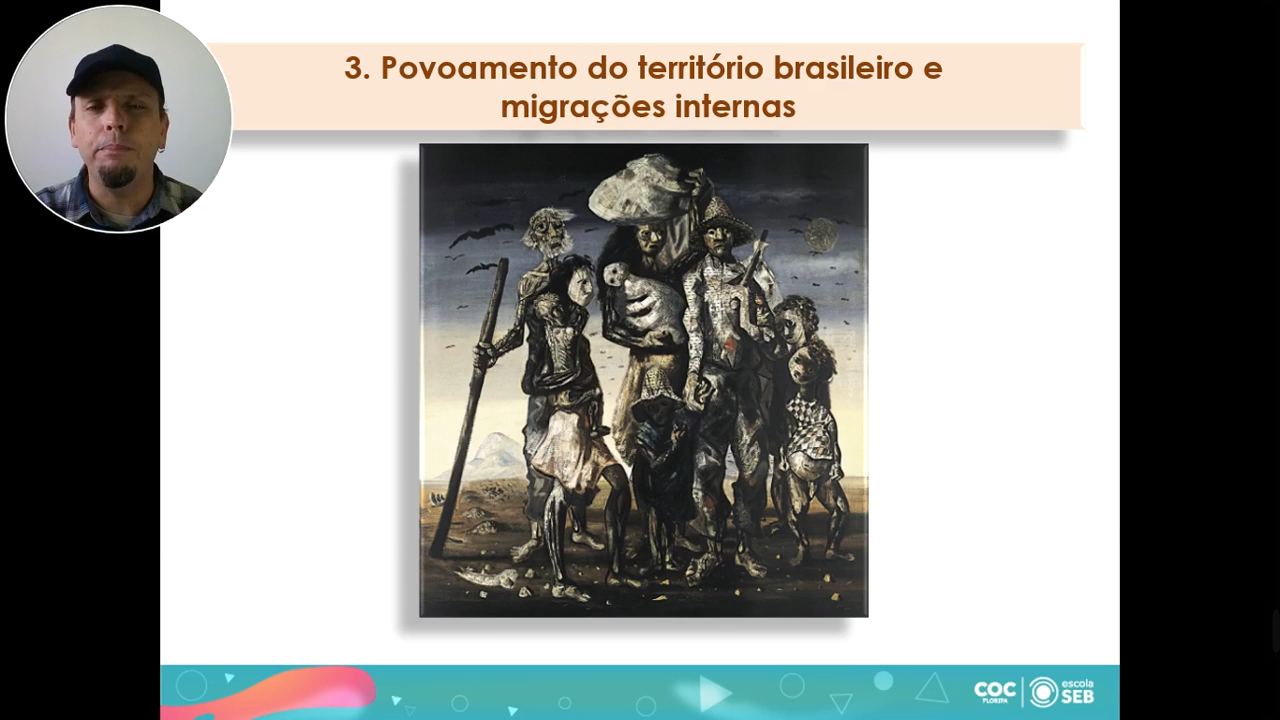 3. Povoamento do território brasileiro e
migrações internas
COC
FLORIPA
escola
SEB